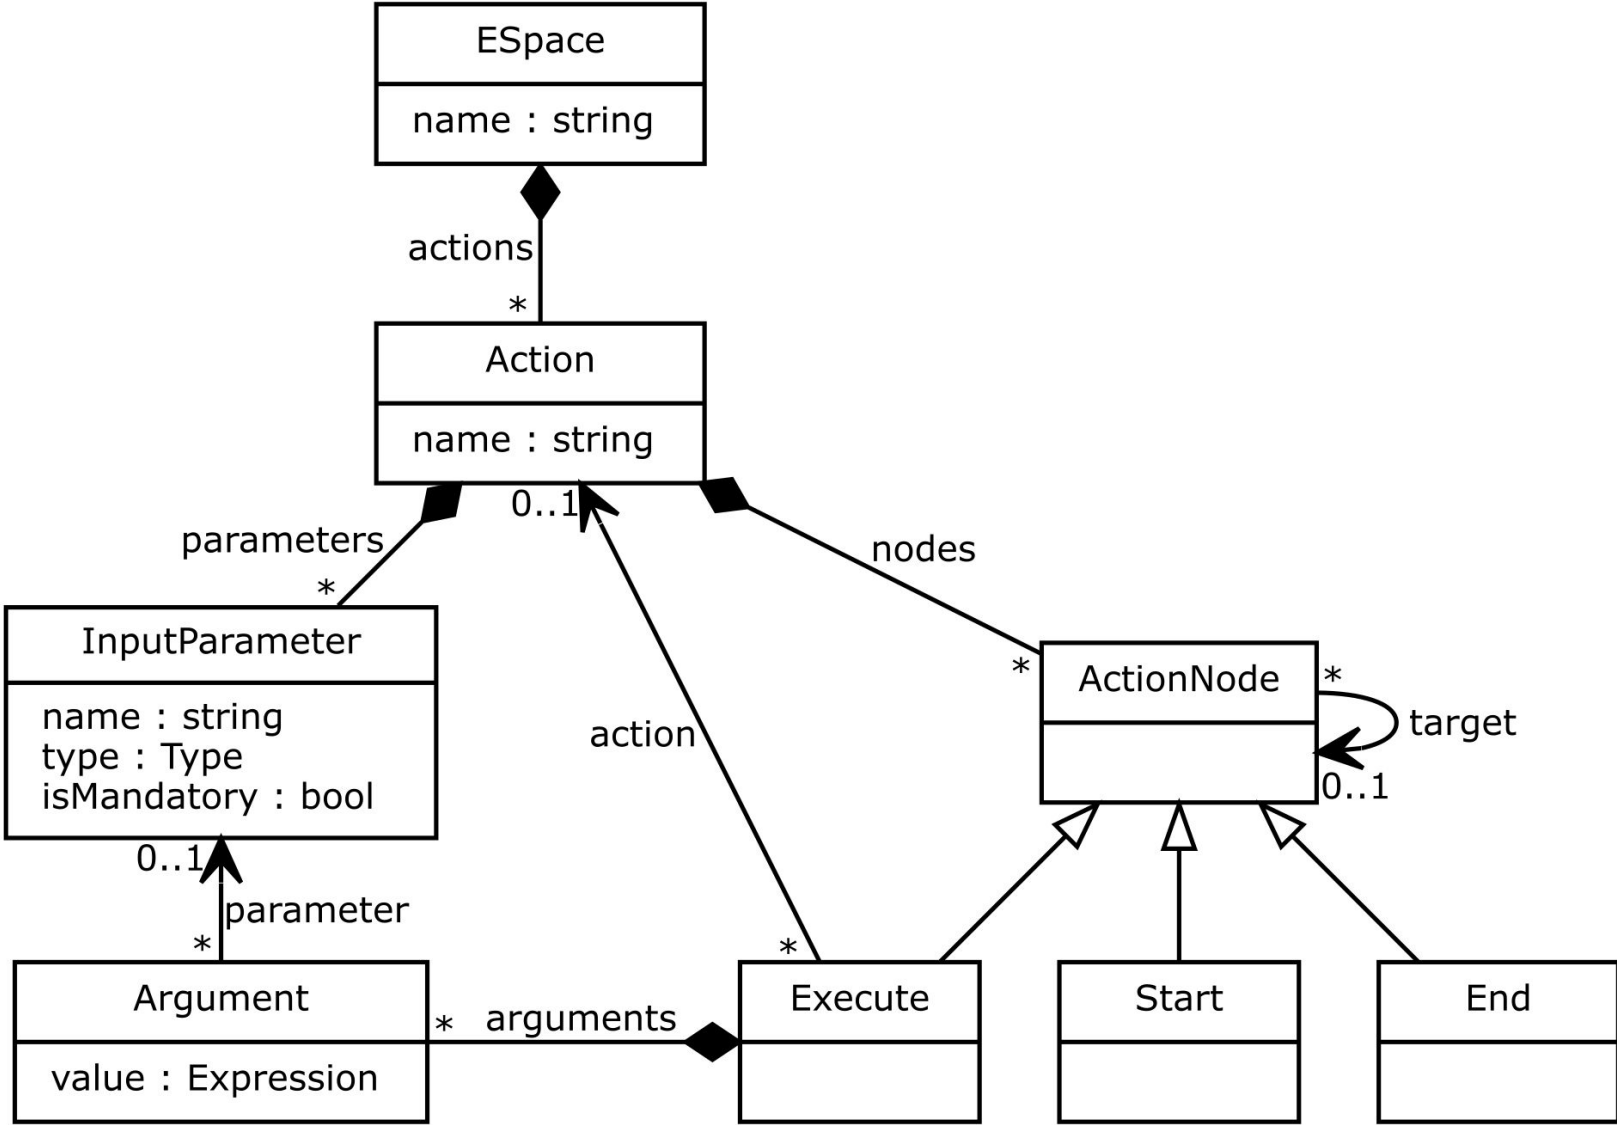 ESpace
name : string
actions
*
Action
name : string
0..1
parameters
*
nodes
*
InputParameter
name : string
type : Type
isMandatory : bool
action
ActionNode
*
target
0..1
0..1
parameter
*
*
Argument
value : Expression
*
arguments
Execute
Start
End